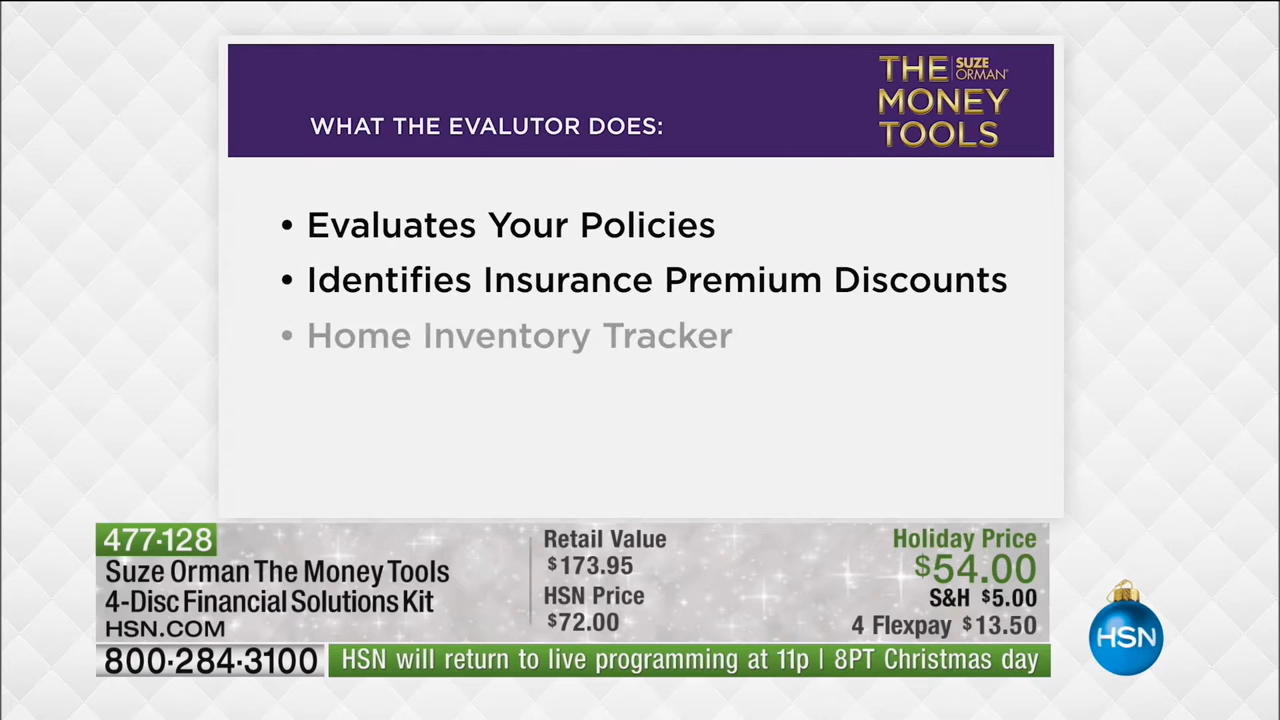 THE SUZE ORMAN®
MONEY
TOOLS
WHAT THE EVALUTOR DOES:
• Evaluates Your Policies
• Identifies Insurance Premium Discounts
• Home Inventory Tracker
477·128
Suze Orman The Money Tools
4-Disc Financial Solutions Kit
HSN.COM
Retail Value
$173.95
HSN Price
$72.00
Holiday Price
$54.00
S&H $5.00
4 Flexpay $13.50
800·284·3100
HSN will return to live programming at 11p | 8PT Christmas day
HSN